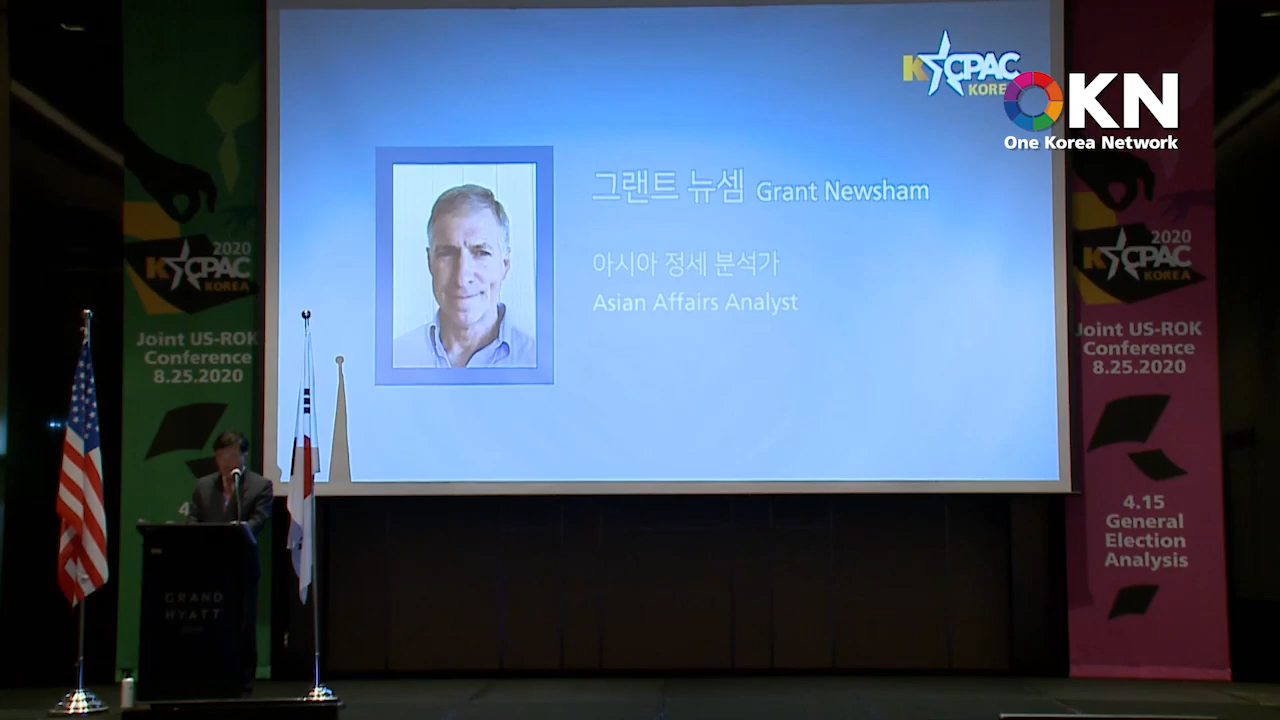 K CPAC
KOREA
OKN
One Korea Network
그랜트 뉴셈 Grant Newsham
아시아 정세 분석가
Asian Affairs Analyst
2020
KCPAC
KOREA
Joint US-ROK
Conference
8.25.2020
GRAND
HYATT
2020
KCPAC
KOREA
Joint US-ROK
Conference
8.25.2020
4.15
General
Election
Analysis